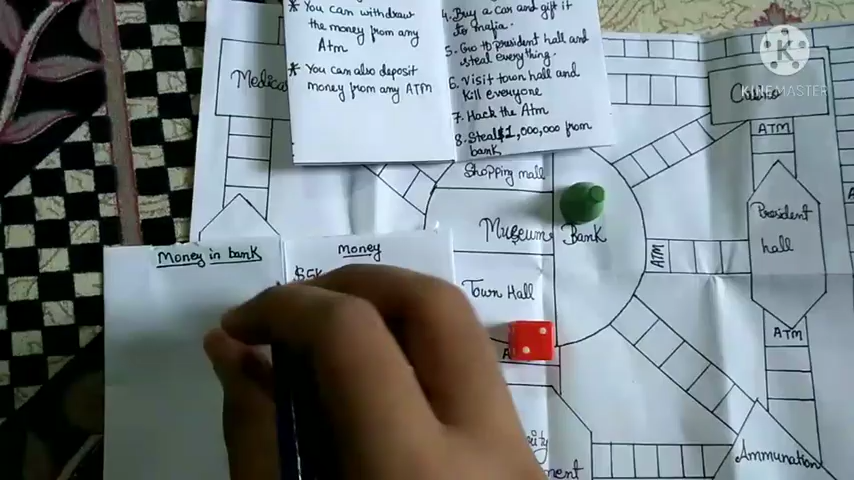 * You can withdraw
the money from any
Atm
* You can also deposit
money from any ATM
4. Buy a car and gift it
to mafia.
5. Go to president hall and
steal everything.
6. Visit town hall and
kill everyone
7. Hack the Atm
8. Steal $1,000,000 from
bank
KINEMASTER
Medica
ATM
Shopping mall
Museum
Bank
President
hall
ATM
ATM
Money in bank
Money
$5K
Town Hall
Ammunation